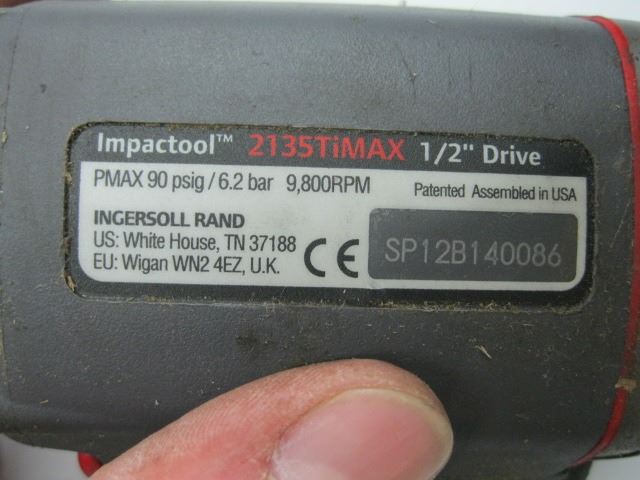 Impactool™ 2135TiMAX 1/2" Drive
PMAX 90 psig / 6.2 bar 9,800RPM Patented Assembled in USA
INGERSOLL RAND
US: White House, TN 37188
EU: Wigan WN2 4EZ, U.K.
CE
SP12B140086